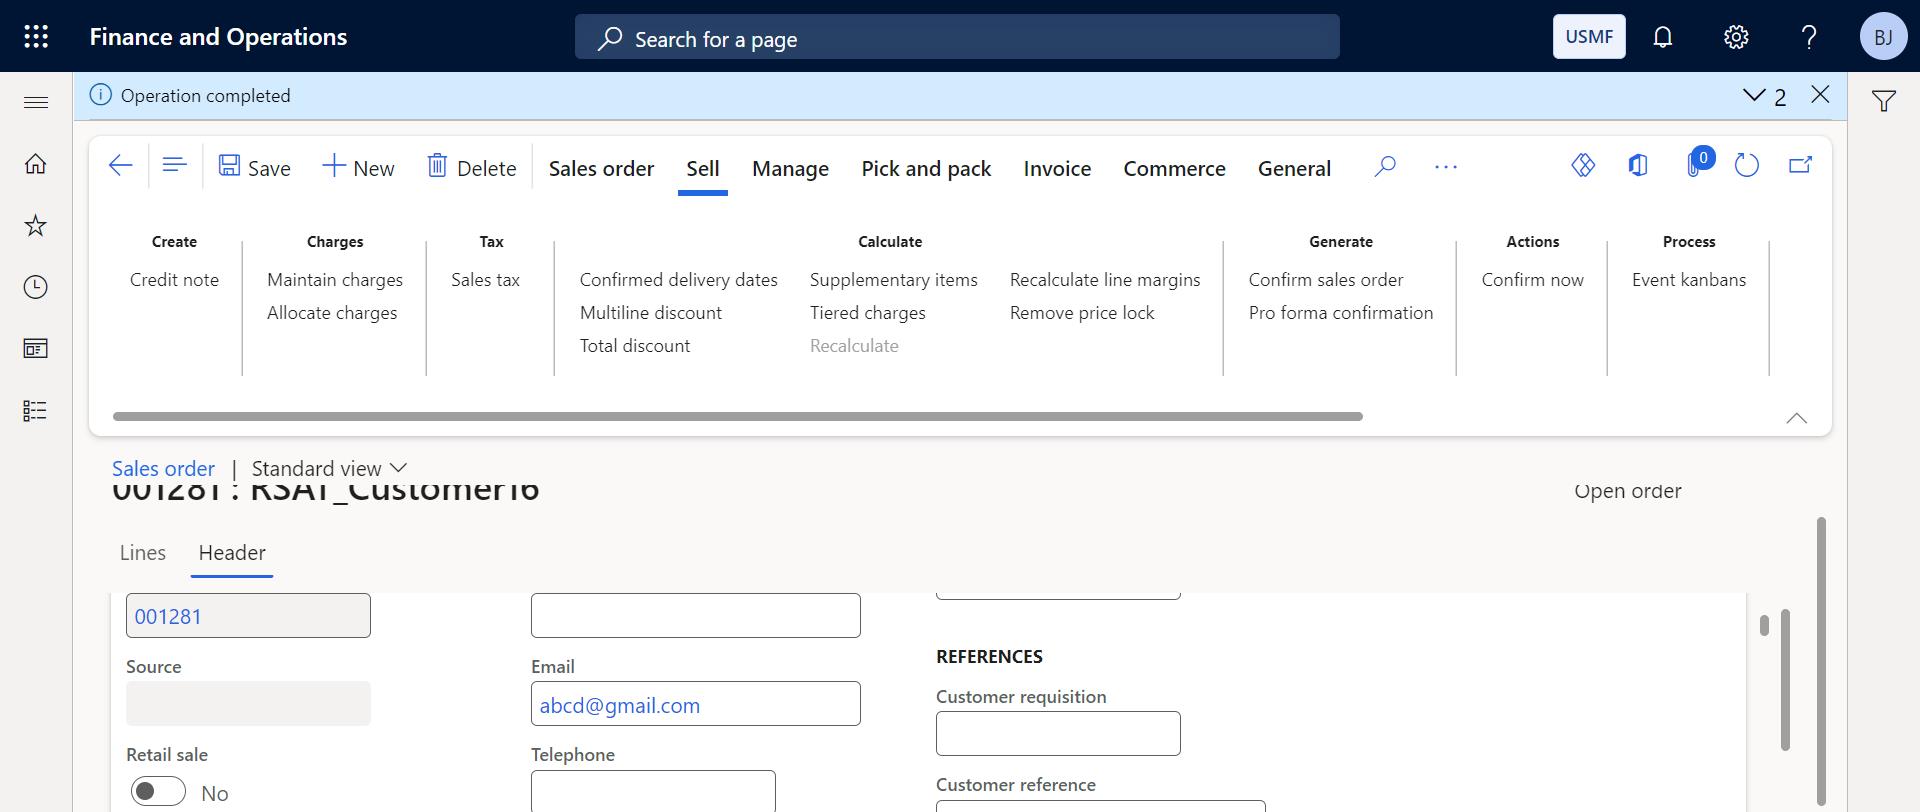 Finance and Operations
Search for a page
USMF
BJ
Operation completed
2
Save
New
Delete
Sales order
Sell
Manage
Pick and pack
Invoice
Commerce
General
0
Create
Credit note
Charges
Maintain charges
Allocate charges
Tax
Sales tax
Calculate
Confirmed delivery dates
Multiline discount
Total discount
Supplementary items
Tiered charges
Recalculate
Recalculate line margins
Remove price lock
Generate
Confirm sales order
Pro forma confirmation
Actions
Confirm now
Process
Event kanbans
Sales order | Standard view
001281 : RSAT_Customer16
Open order
Lines
Header
001281
Source
Retail sale
No
Email
abcd@gmail.com
Telephone
REFERENCES
Customer requisition
Customer reference